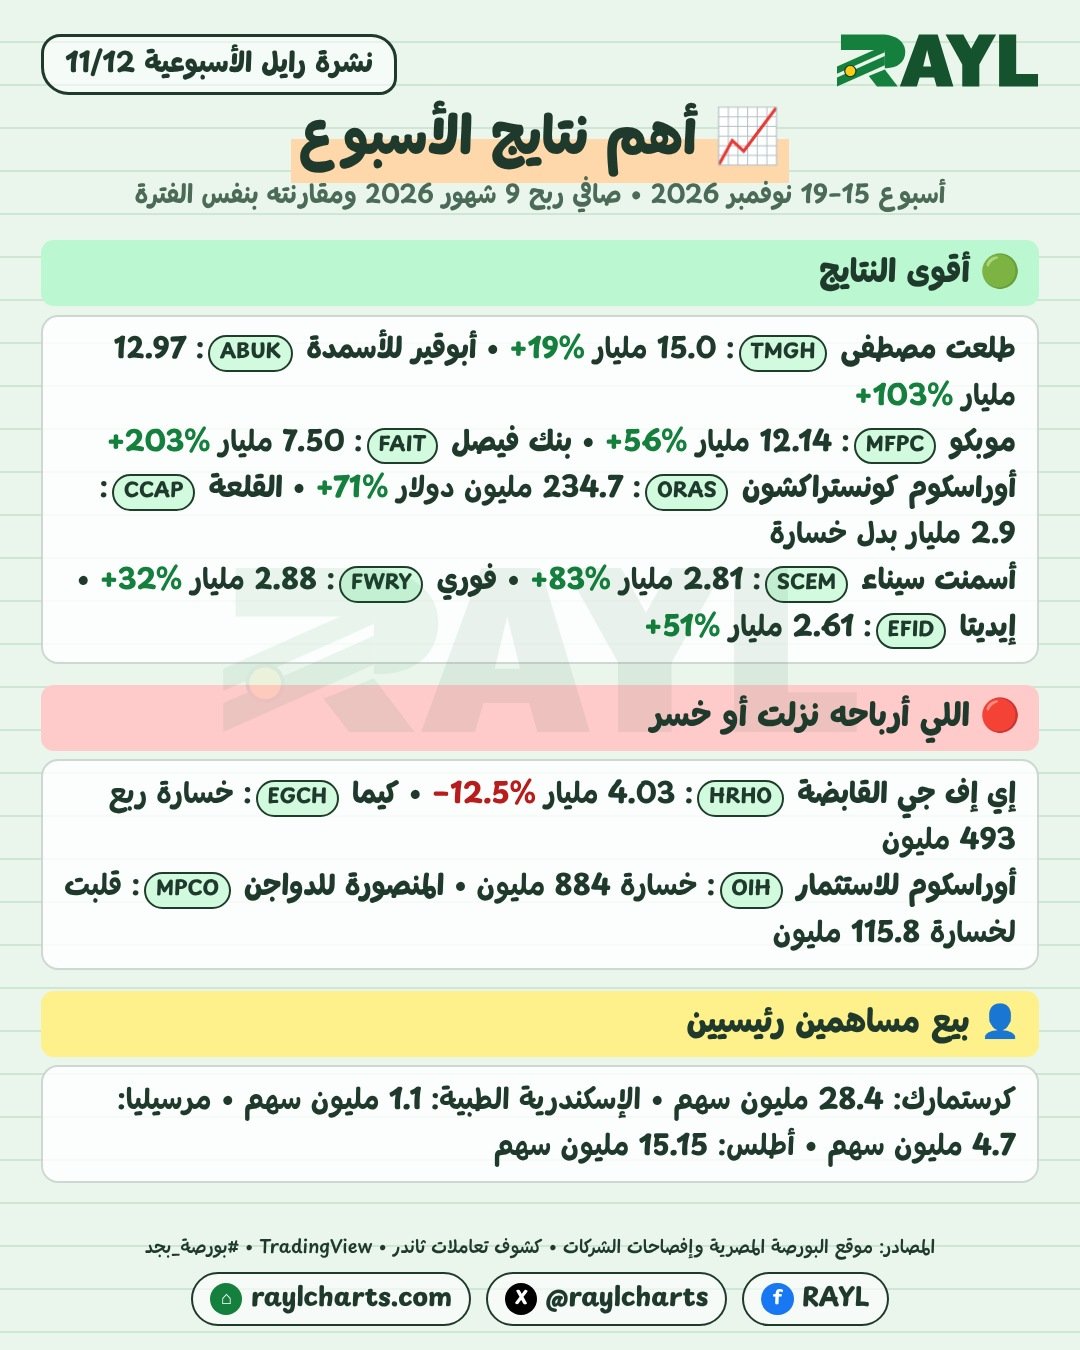 RAYL
نشرة رايل الأسبوعية 11/12
📈 أهم نتايج الأسبوع
أسبوع 15-19 نوفمبر 2026 • صافي ربح 9 شهور 2026 ومقارنته بنفس الفترة
🟢 أقوى النتايج
طلعت مصطفى TMGH: 15.0 مليار +19% • أبوقير للأسمدة ABUK: 12.97
مليار +103%
موبكو MFPC: 12.14 مليار +56% • بنك فيصل FAIT: 7.50 مليار +203%
أوراسكوم كونستراكشون ORAS: 234.7 مليون دولار +71% • القلعة CCAP:
2.9 مليار بدل خسارة
أسمنت سيناء SCEM: 2.81 مليار +83% • فوري FWRY: 2.88 مليار +32% •
إيديتا EFID: 2.61 مليار +51%
RAYL
🔴 اللي أرباحه نزلت أو خسر
إي إف جي القابضة HRHO: 4.03 مليار −12.5% • كيما EGCH: خسارة ربع
493 مليون
أوراسكوم للاستثمار OIH: خسارة 884 مليون • المنصورة للدواجن MPCO: قلبت
لخسارة 115.8 مليون
👤 بيع مساهمين رئيسيين
كرستمارك: 28.4 مليون سهم • الإسكندرية الطبية: 1.1 مليون سهم • مرسيليا:
4.7 مليون سهم • أطلس: 15.15 مليون سهم
المصادر: موقع البورصة المصرية وإفصاحات الشركات • كشوف تعاملات ثاندر • TradingView • #بورصة_بجد
raylcharts.com
X @raylcharts
f RAYL